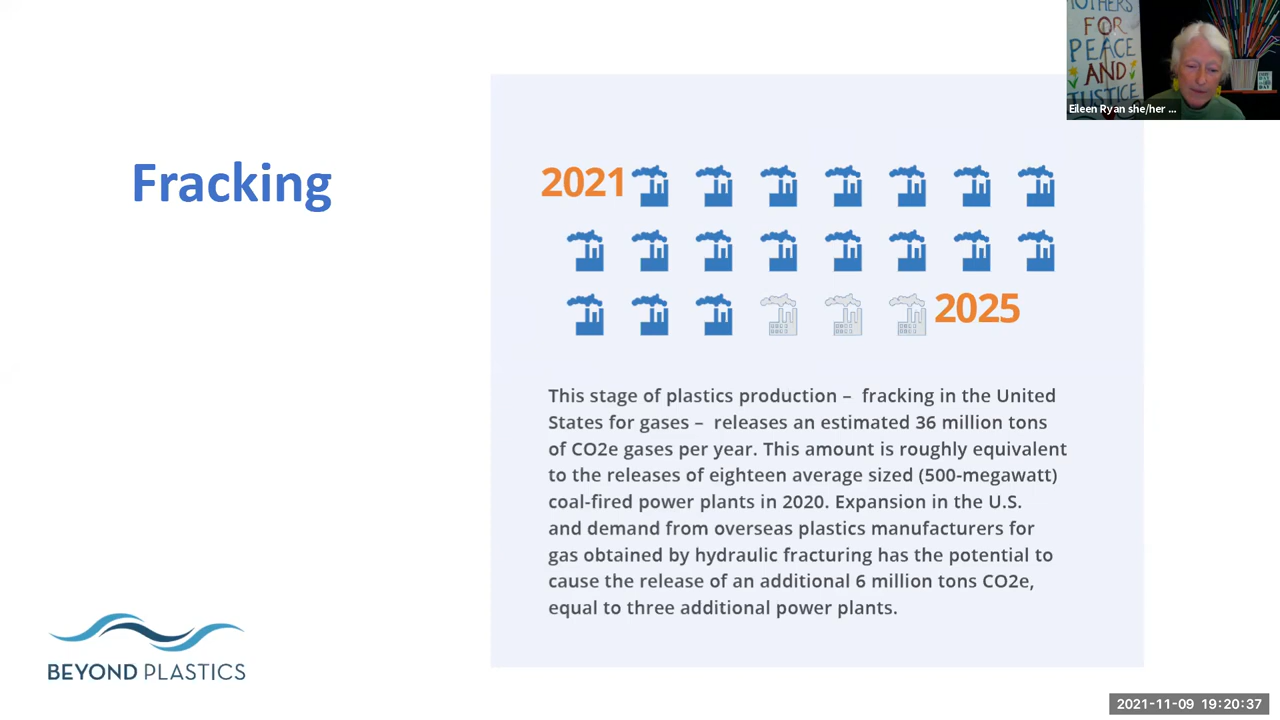 OTHERS
FOR
PEACE
AND
JUSTICE
Eileen Ryan she/her ...
Fracking
2021
2025
This stage of plastics production – fracking in the United
States for gases – releases an estimated 36 million tons
of CO2e gases per year. This amount is roughly equivalent
to the releases of eighteen average sized (500-megawatt)
coal-fired power plants in 2020. Expansion in the U.S.
and demand from overseas plastics manufacturers for
gas obtained by hydraulic fracturing has the potential to
cause the release of an additional 6 million tons CO2e,
equal to three additional power plants.
BEYOND PLASTICS
2021-11-09 19:20:37